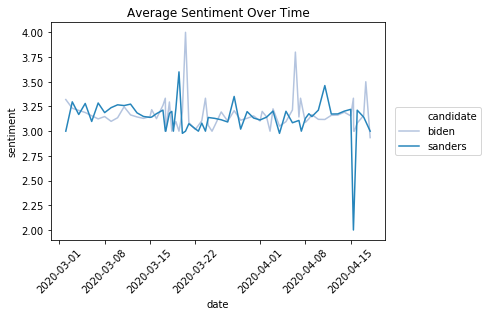 Average Sentiment Over Time
4.00
3.75
3.50
3.25
3.00
2.75
2.50
2.25
2.00
sentiment
candidate
biden
sanders
2020-03-01
2020-03-08
2020-03-15
2020-03-22
2020-04-01
2020-04-08
2020-04-15
date